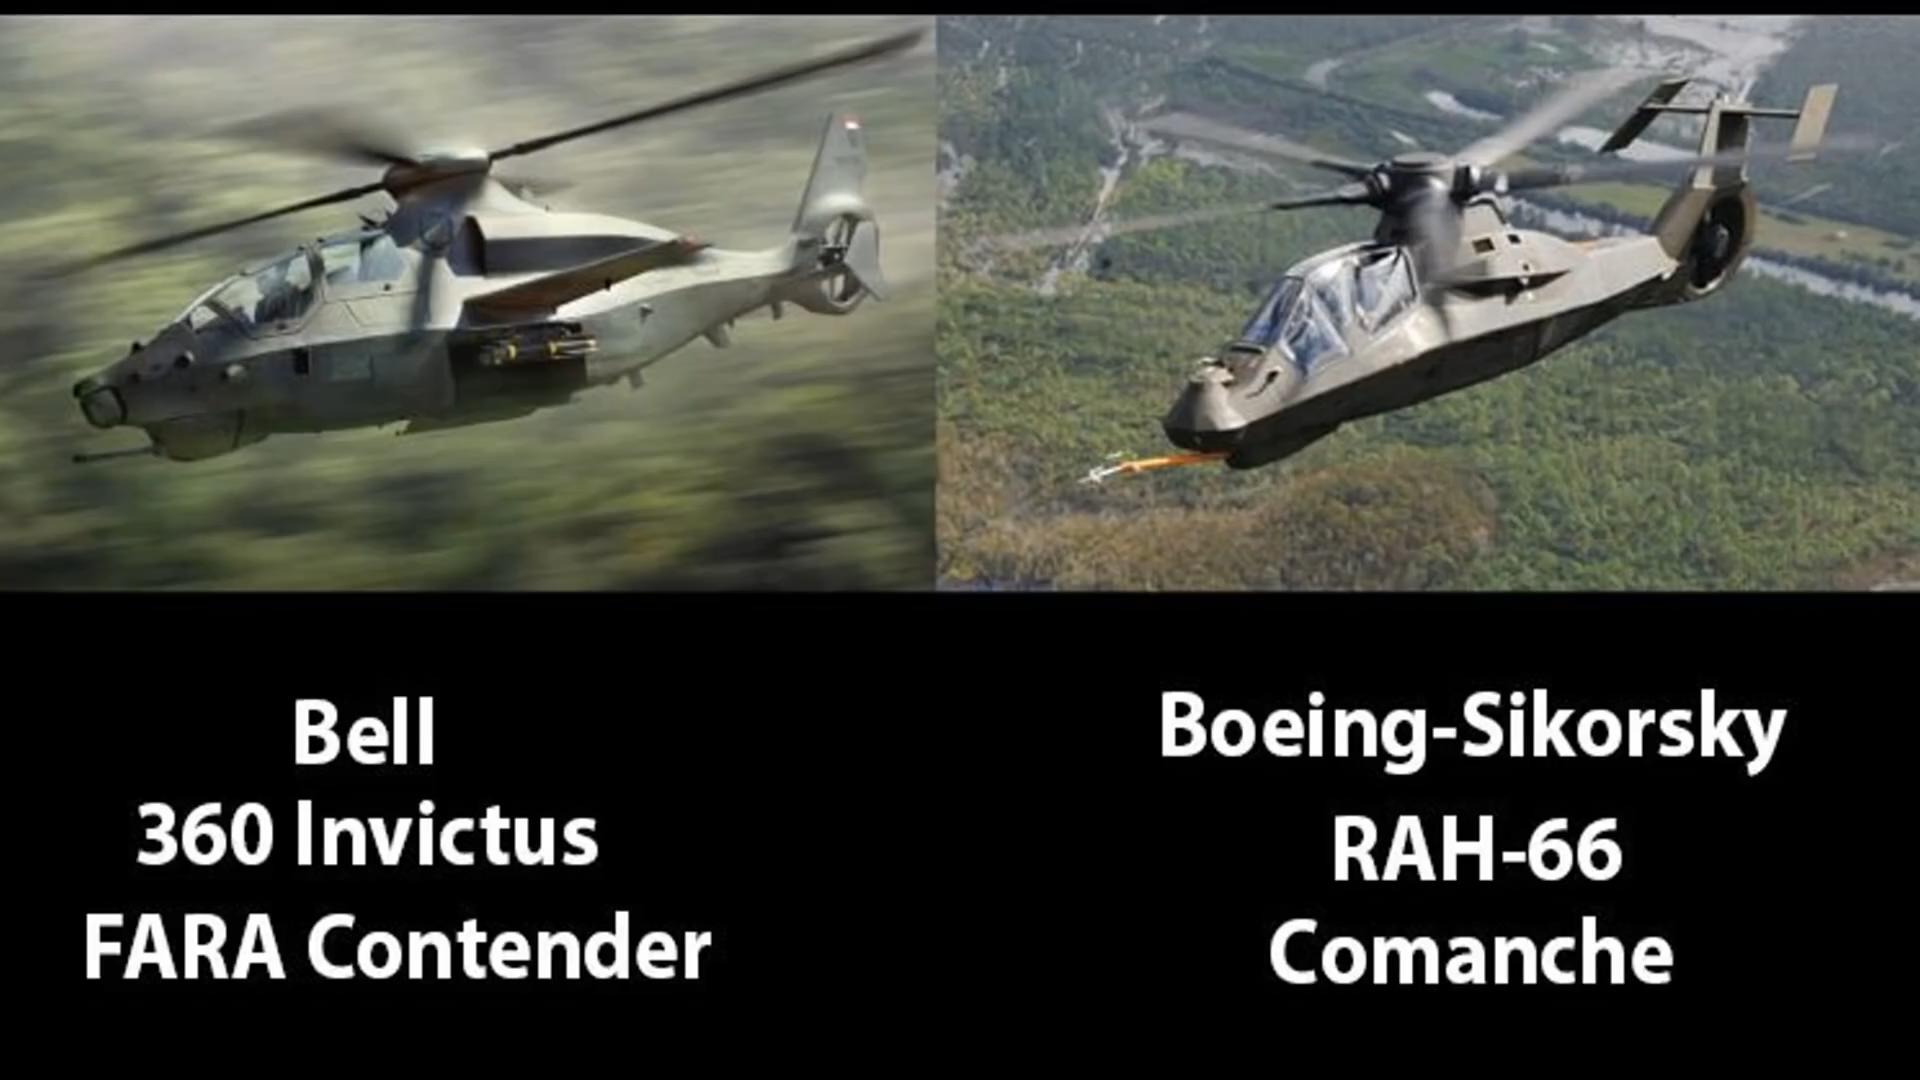 Bell
360 Invictus
FARA Contender
Boeing-Sikorsky
RAH-66
Comanche